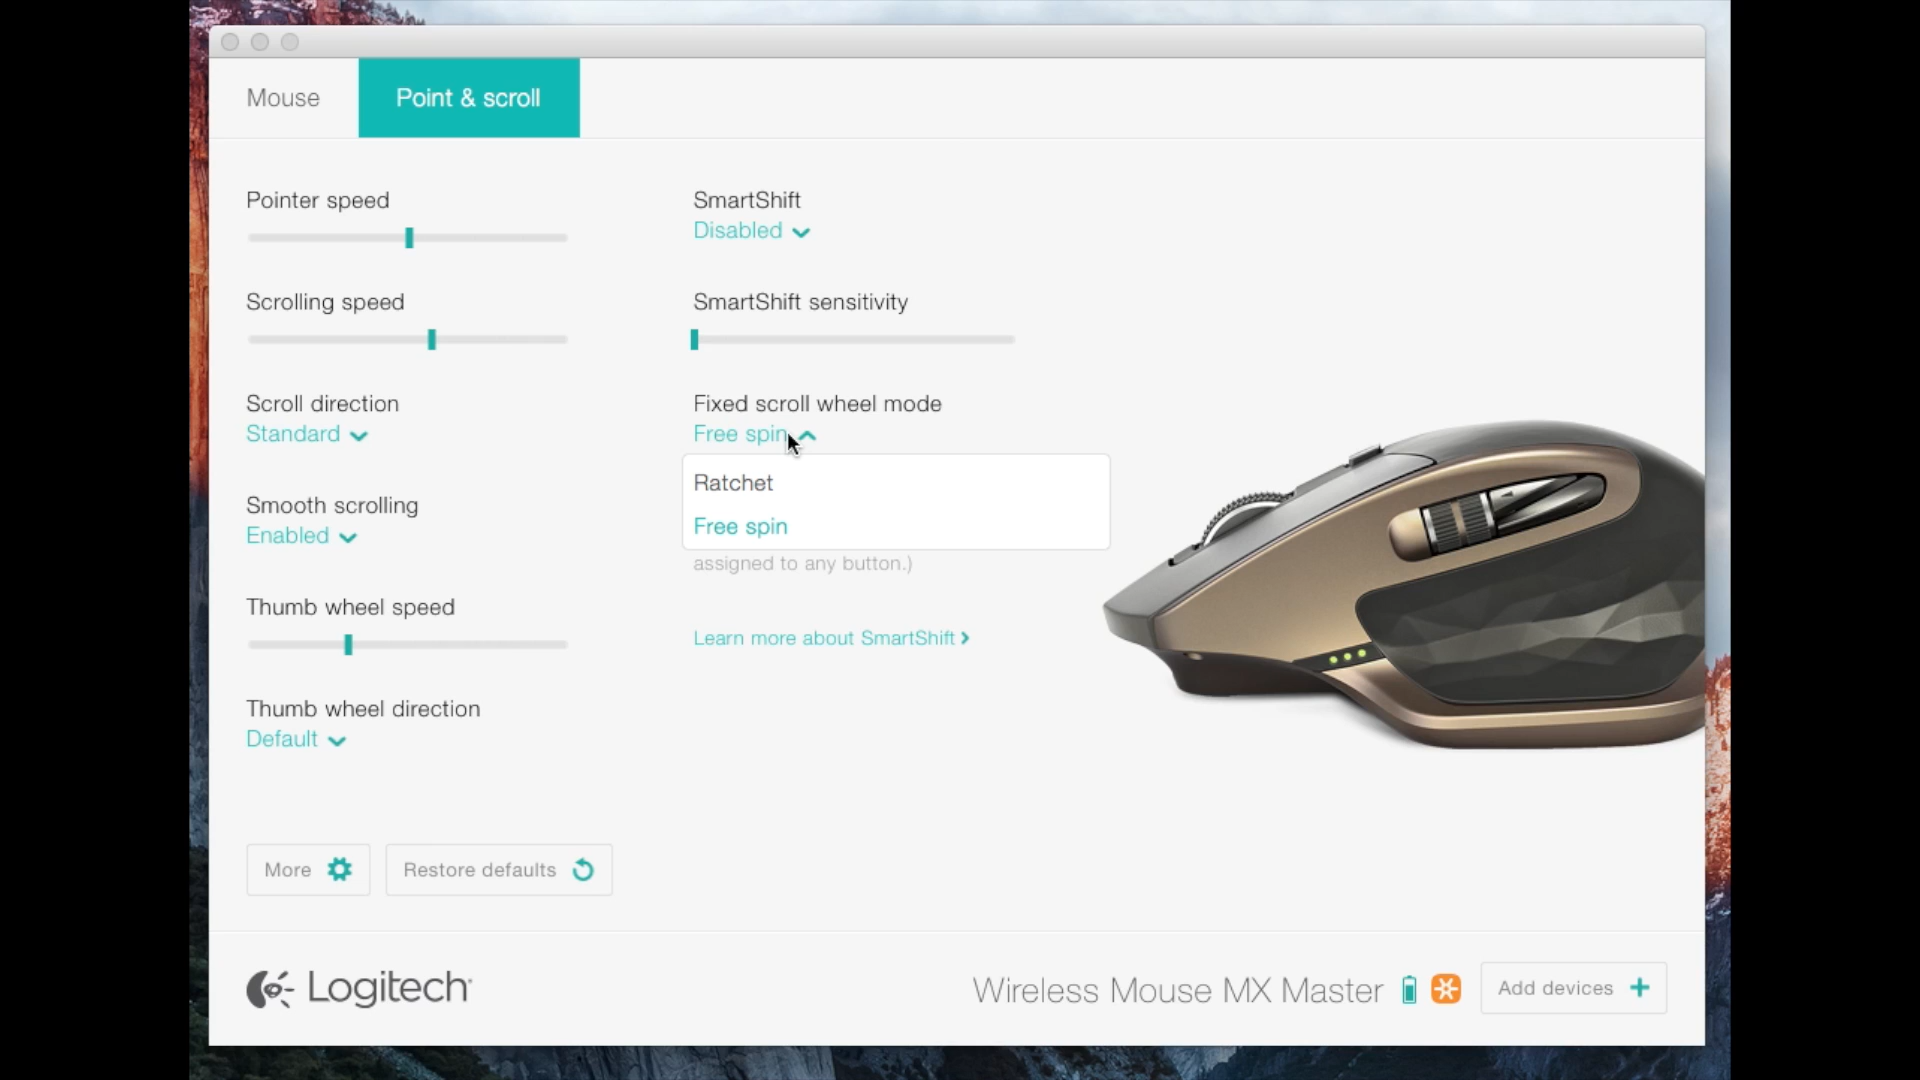 Mouse
Point & scroll
Pointer speed
Scrolling speed
Scroll direction
Standard
Smooth scrolling
Enabled
Thumb wheel speed
Thumb wheel direction
Default
SmartShift
Disabled
SmartShift sensitivity
Fixed scroll wheel mode
Free spin
Ratchet
Free spin
assigned to any button.)
Learn more about SmartShift
More
Restore defaults
Logitech
Wireless Mouse MX Master
Add devices